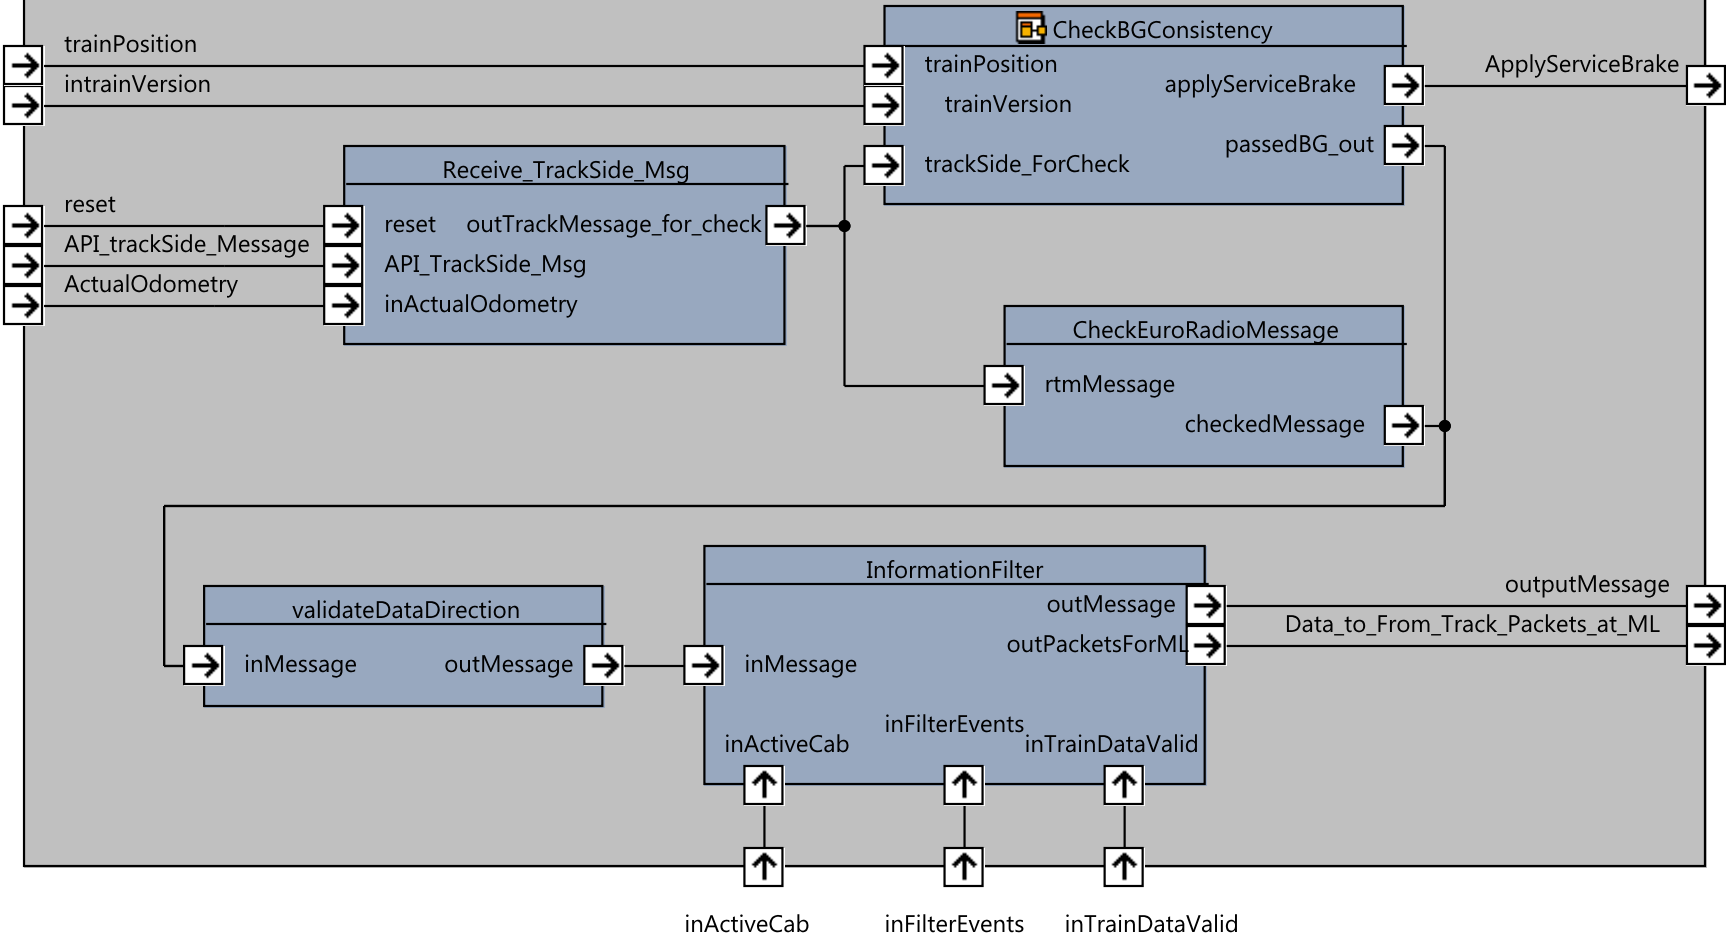 trainPosition
intrainVersion
CheckBGConsistency
trainPosition
trainVersion
applyServiceBrake
passedBG_out
trackSide_ForCheck
ApplyServiceBrake
Receive_TrackSide_Msg
reset
reset
outTrackMessage_for_check
API_trackSide_Message
API_TrackSide_Msg
ActualOdometry
inActualOdometry
CheckEuroRadioMessage
rtmMessage
checkedMessage
validateDataDirection
inMessage
outMessage
InformationFilter
outMessage
outPacketsForML
inMessage
inFilterEvents
inActiveCab
inTrainDataValid
outputMessage
Data_to_From_Track_Packets_at_ML
inActiveCab
inFilterEvents
inTrainDataValid